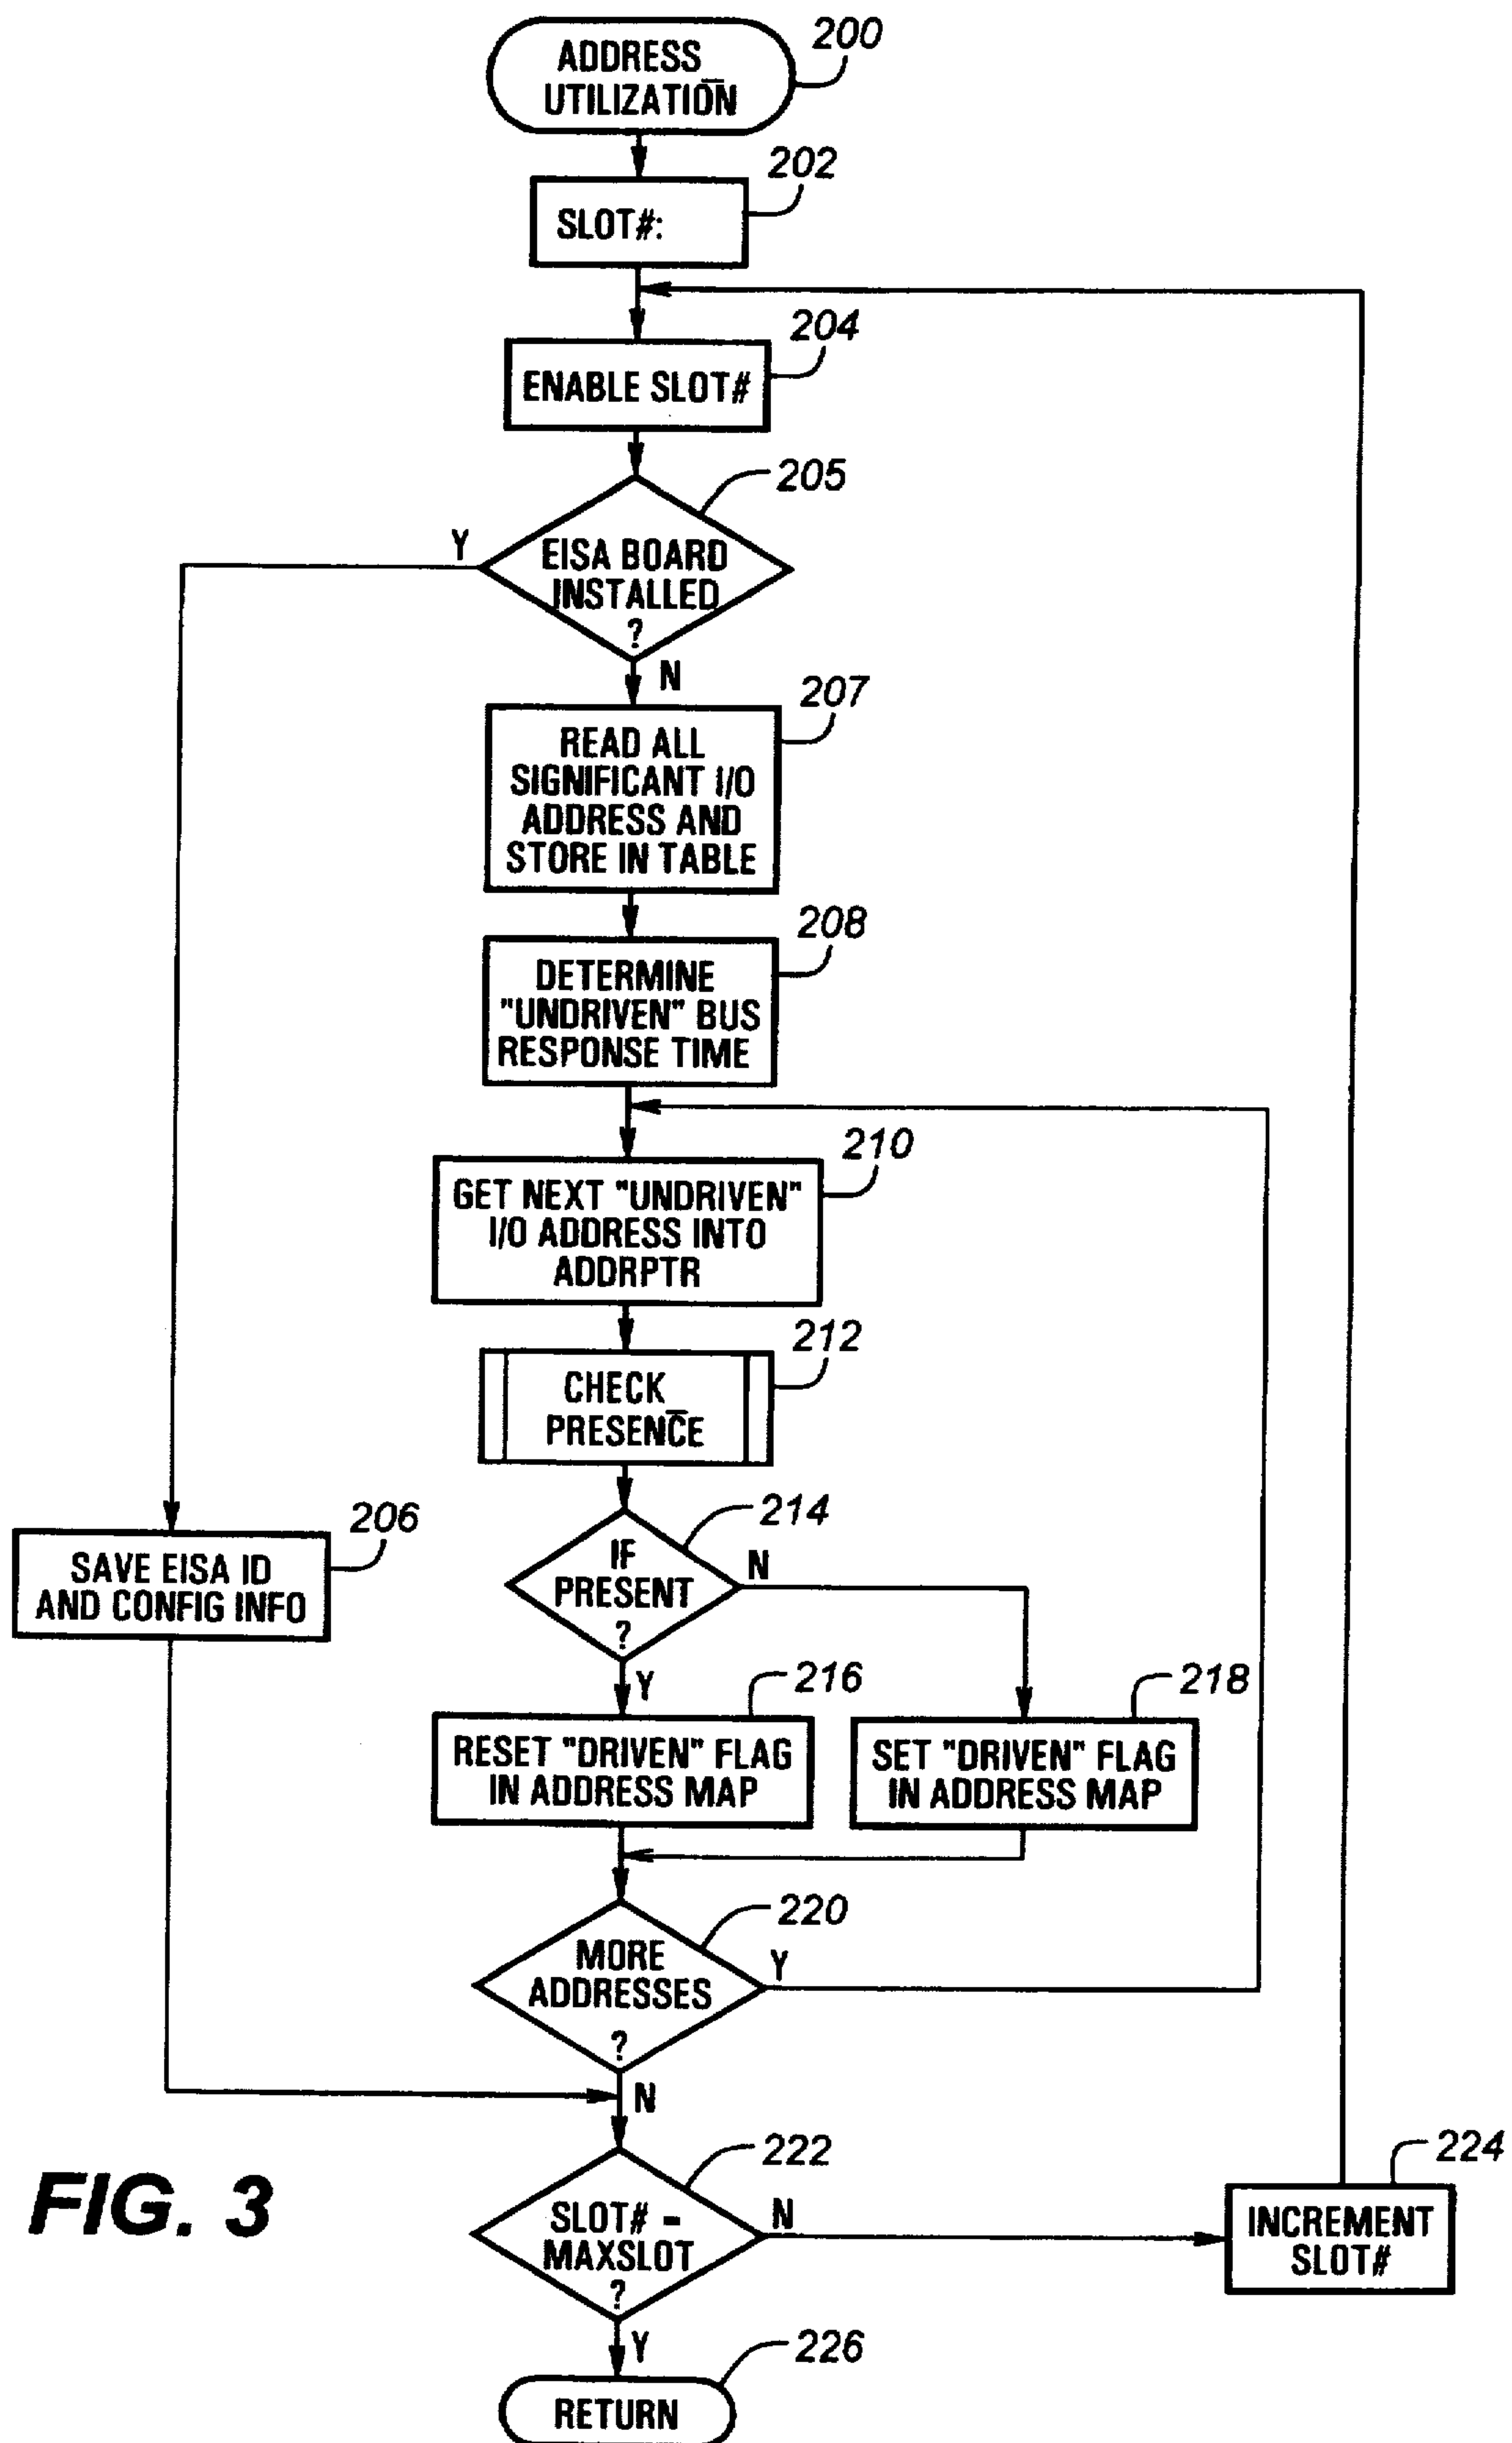 ADDRESS_
UTILIZATION
200
SLOT#:
202
ENABLE SLOT#
204
EISA BOARD
INSTALLED
?
205
Y
N
READ ALL
SIGNIFICANT I/O
ADDRESS AND
STORE IN TABLE
207
DETERMINE
"UNDRIVEN" BUS
RESPONSE TIME
208
GET NEXT "UNDRIVEN"
I/O ADDRESS INTO
ADDRPTR
210
CHECK_
PRESENCE
212
SAVE EISA ID
AND CONFIG INFO
206
IF
PRESENT
?
214
N
Y
RESET "DRIVEN" FLAG
IN ADDRESS MAP
216
SET "DRIVEN" FLAG
IN ADDRESS MAP
218
MORE
ADDRESSES
?
220
Y
N
SLOT# =
MAXSLOT
?
222
N
Y
INCREMENT
SLOT#
224
RETURN
226
FIG. 3